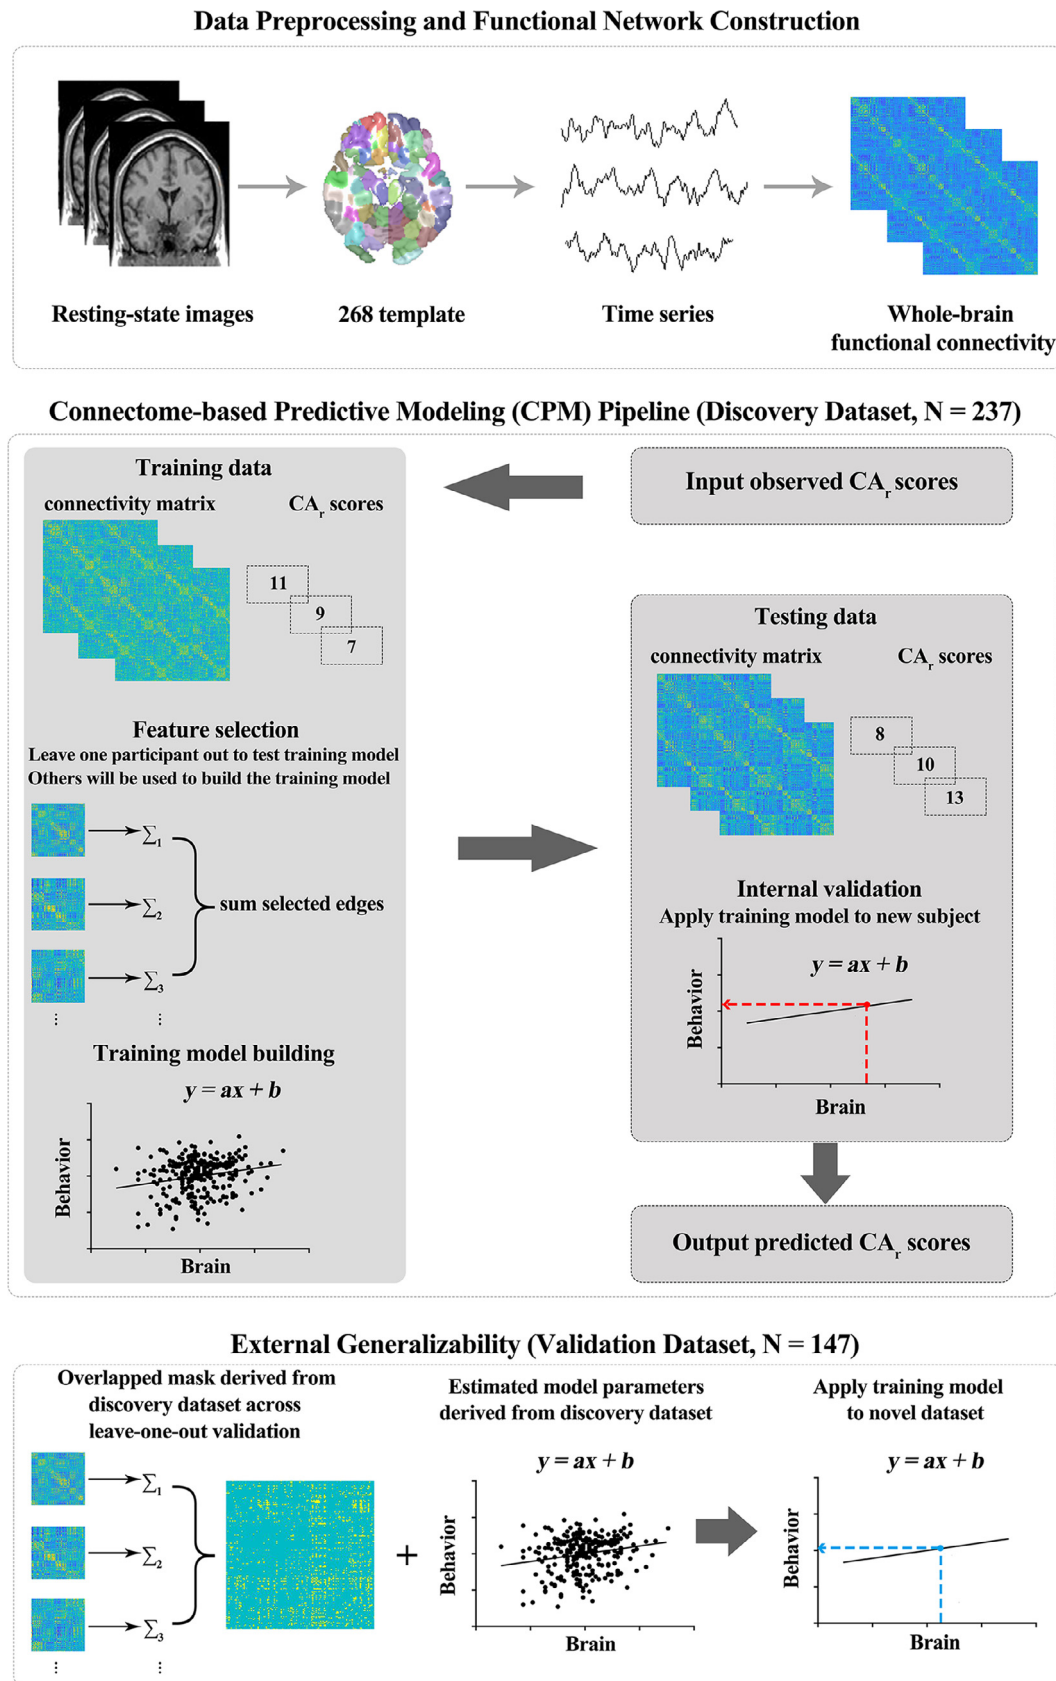 Data Preprocessing and Functional Network Construction
Resting-state images
268 template
Time series
Whole-brain
functional connectivity
Connectome-based Predictive Modeling (CPM) Pipeline (Discovery Dataset, N = 237)
Training data
connectivity matrix
CAr scores
11
9
7
Feature selection
Leave one participant out to test training model
Others will be used to build the training model
∑1
∑2
sum selected edges
∑3
...
...
Training model building
y = ax + b
Behavior
Brain
Input observed CAr scores
Testing data
connectivity matrix
CAr scores
8
10
13
Internal validation
Apply training model to new subject
y = ax + b
Behavior
Brain
Output predicted CAr scores
External Generalizability (Validation Dataset, N = 147)
Overlapped mask derived from
discovery dataset across
leave-one-out validation
∑1
∑2
∑3
...
...
+
Estimated model parameters
derived from discovery dataset
y = ax + b
Behavior
Brain
Apply training model
to novel dataset
y = ax + b
Behavior
Brain